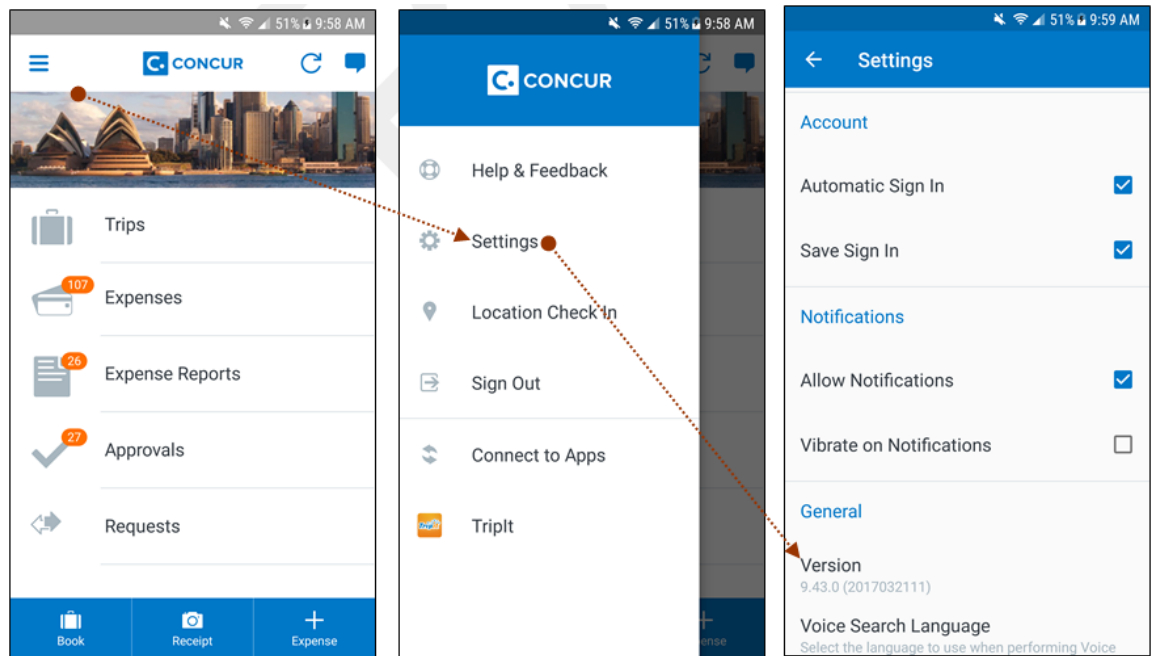 51% 9:58 AM
C. CONCUR
Trips
107
Expenses
26
Expense Reports
27
Approvals
Requests
Book
Receipt
Expense
51% 9:58 AM
C. CONCUR
Help & Feedback
Settings
Location Check In
Sign Out
Connect to Apps
TripIt
ense
51% 9:59 AM
Settings
Account
Automatic Sign In
Save Sign In
Notifications
Allow Notifications
Vibrate on Notifications
General
Version
9.43.0 (2017032111)
Voice Search Language
Select the language to use when performing Voice